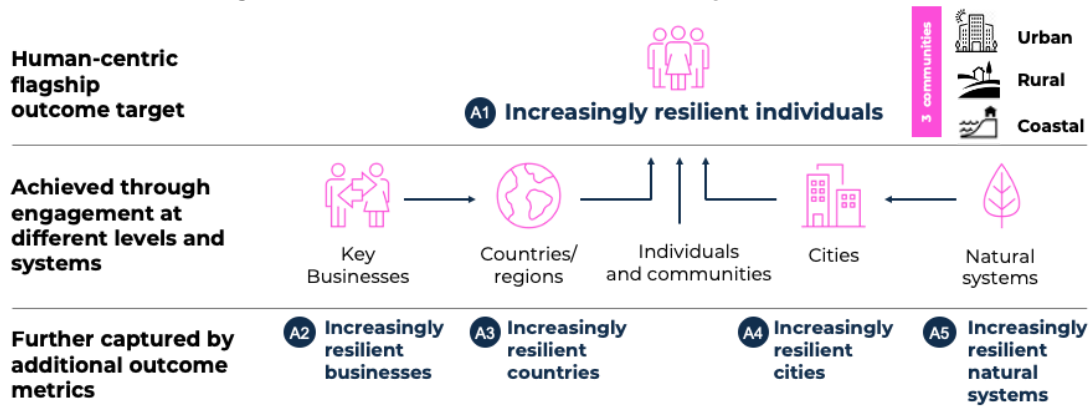 Human-centric
flagship
outcome target
A1 Increasingly resilient individuals
3 communities
Urban
Rural
Coastal
Achieved through
engagement at
different levels and
systems
Key
Businesses
Countries/
regions
Individuals
and communities
Cities
Natural
systems
Further captured by
additional outcome
metrics
A2 Increasingly
resilient
businesses
A3 Increasingly
resilient
countries
A4 Increasingly
resilient
cities
A5 Increasingly
resilient
natural
systems